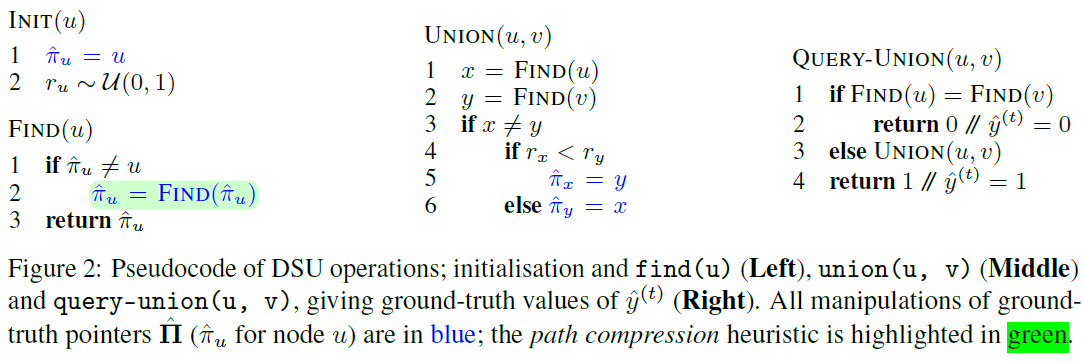 INIT(u)
1 π̂_u = u
2 r_u ∼ 𝒰(0, 1)
FIND(u)
1 if π̂_u ≠ u
2 π̂_u = FIND(π̂_u)
3 return π̂_u
UNION(u, v)
1 x = FIND(u)
2 y = FIND(v)
3 if x ≠ y
4 if r_x < r_y
5 π̂_x = y
6 else π̂_y = x
QUERY-UNION(u, v)
1 if FIND(u) = FIND(v)
2 return 0 // ŷ^(t) = 0
3 else UNION(u, v)
4 return 1 // ŷ^(t) = 1
Figure 2: Pseudocode of DSU operations; initialisation and find(u) (Left), union(u, v) (Middle)
and query-union(u, v), giving ground-truth values of ŷ^(t) (Right). All manipulations of ground-
truth pointers Π̂ (π̂_u for node u) are in blue; the path compression heuristic is highlighted in green.